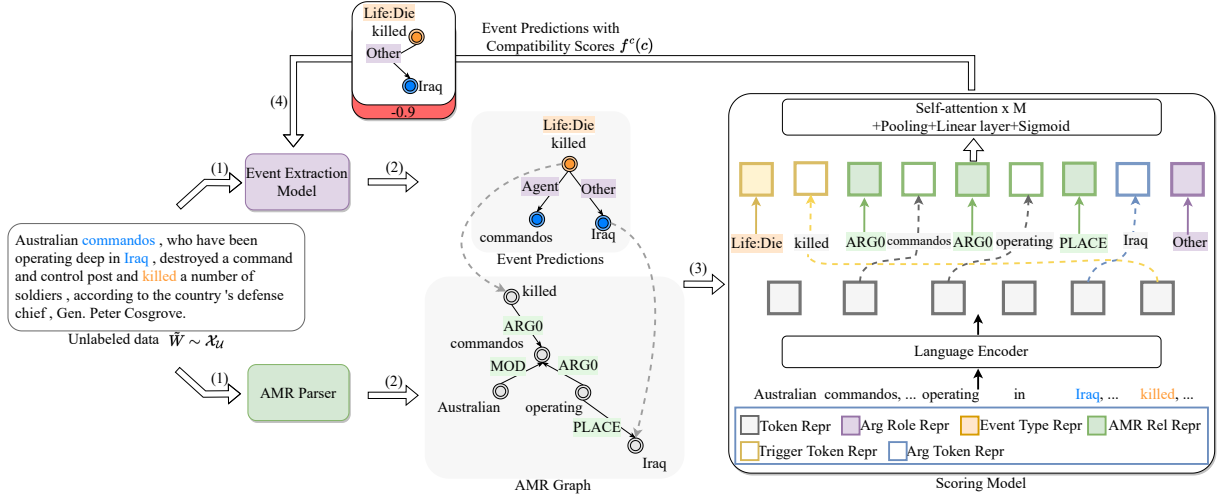 Life:Die
killed
Other
Iraq
-0.9
Event Predictions with
Compatibility Scores f^c(c)
(4)
(1)
Event Extraction
Model
(2)
Life:Die
killed
Agent
Other
commandos
Iraq
Event Predictions
Australian commandos , who have been
operating deep in Iraq , destroyed a command
and control post and killed a number of
soldiers , according to the country 's defense
chief , Gen. Peter Cosgrove.
Unlabeled data W̃ ∼ 𝒳_𝒰
(1)
AMR Parser
(2)
killed
ARG0
commandos
MOD
ARG0
Australian
operating
PLACE
Iraq
AMR Graph
(3)
Self-attention x M
+Pooling+Linear layer+Sigmoid
Life:Die
killed
ARG0
commandos
ARG0
operating
PLACE
Iraq
Other
Language Encoder
Australian commandos, ... operating in Iraq, ... killed, ...
Token Repr
Arg Role Repr
Event Type Repr
AMR Rel Repr
Trigger Token Repr
Arg Token Repr
Scoring Model